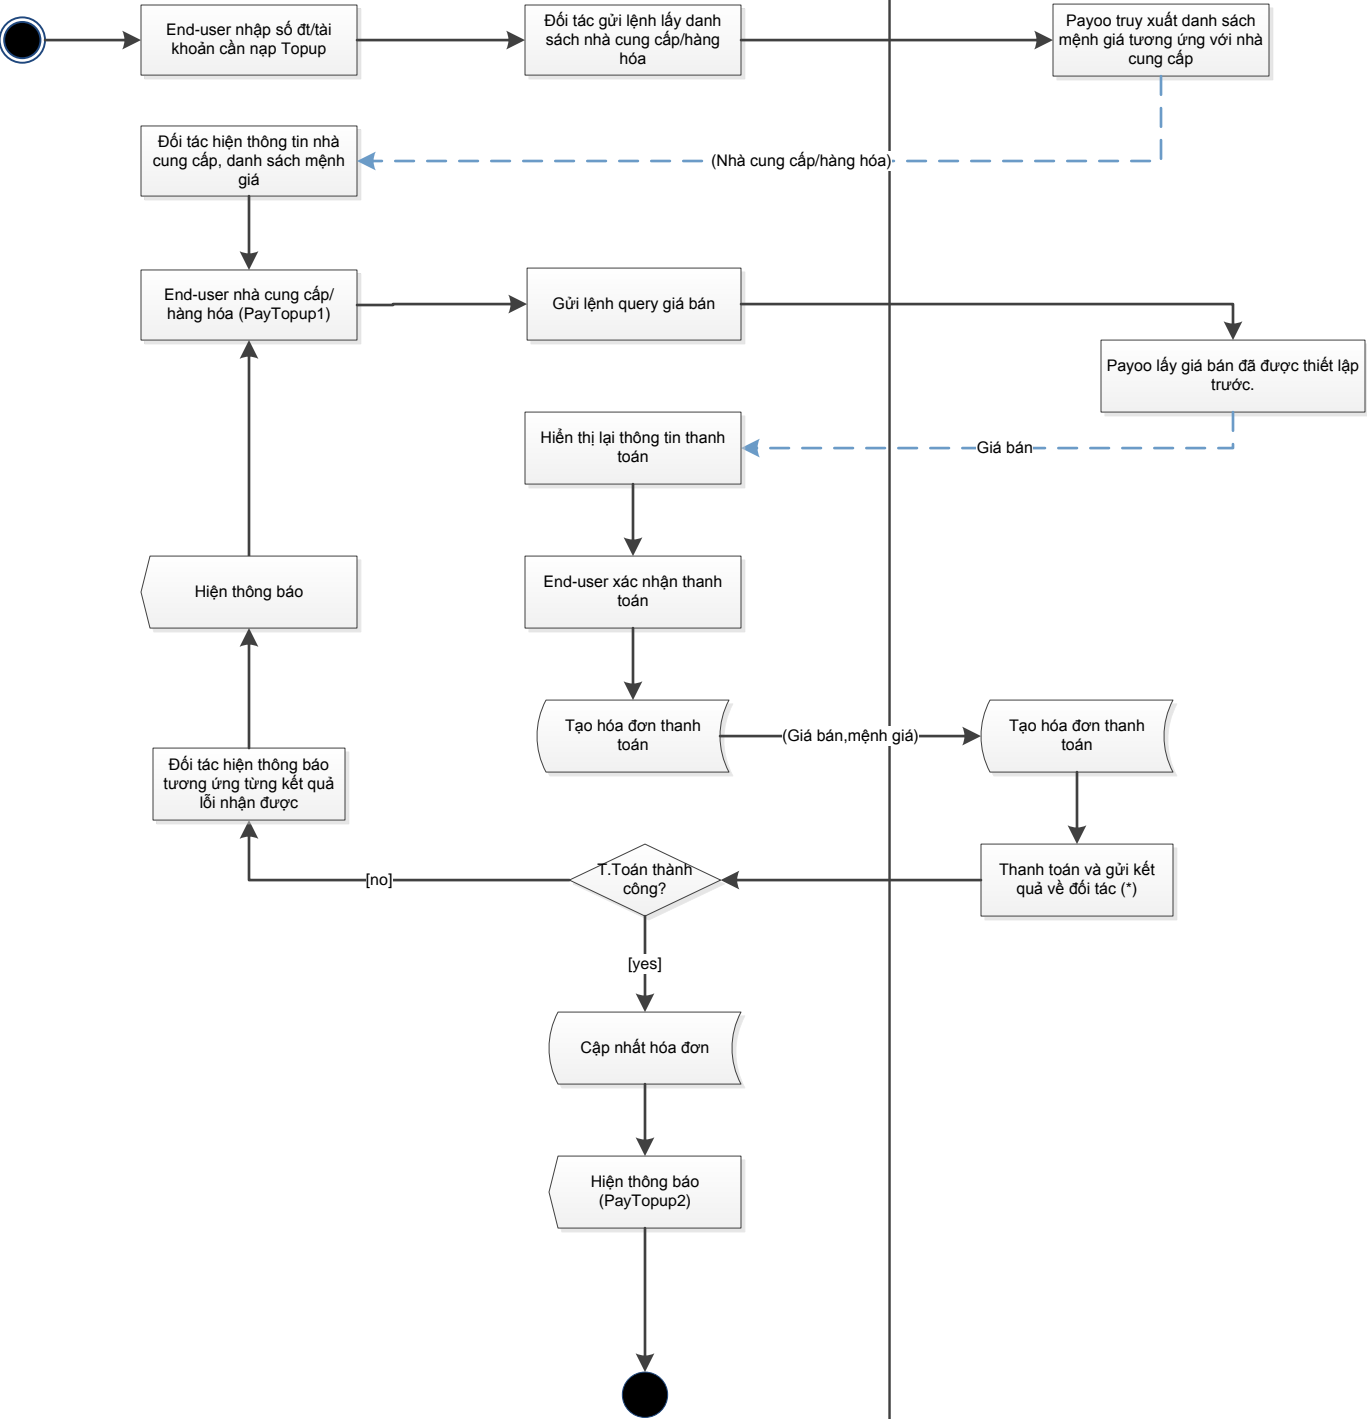 End-user nhập số đt/tài
khoản cần nạp Topup
Đối tác gửi lệnh lấy danh
sách nhà cung cấp/hàng
hóa
Payoo truy xuất danh sách
mệnh giá tương ứng với nhà
cung cấp
Đối tác hiện thông tin nhà
cung cấp, danh sách mệnh
giá
(Nhà cung cấp/hàng hóa)
End-user nhà cung cấp/
hàng hóa (PayTopup1)
Gửi lệnh query giá bán
Payoo lấy giá bán đã được thiết lập
trước.
Hiển thị lại thông tin thanh
toán
Giá bán
Hiện thông báo
End-user xác nhận thanh
toán
Tạo hóa đơn thanh
toán
(Giá bán,mệnh giá)
Tạo hóa đơn thanh
toán
Đối tác hiện thông báo
tương ứng từng kết quả
lỗi nhận được
[no]
T.Toán thành
công?
Thanh toán và gửi kết
quả về đối tác (*)
[yes]
Cập nhất hóa đơn
Hiện thông báo
(PayTopup2)